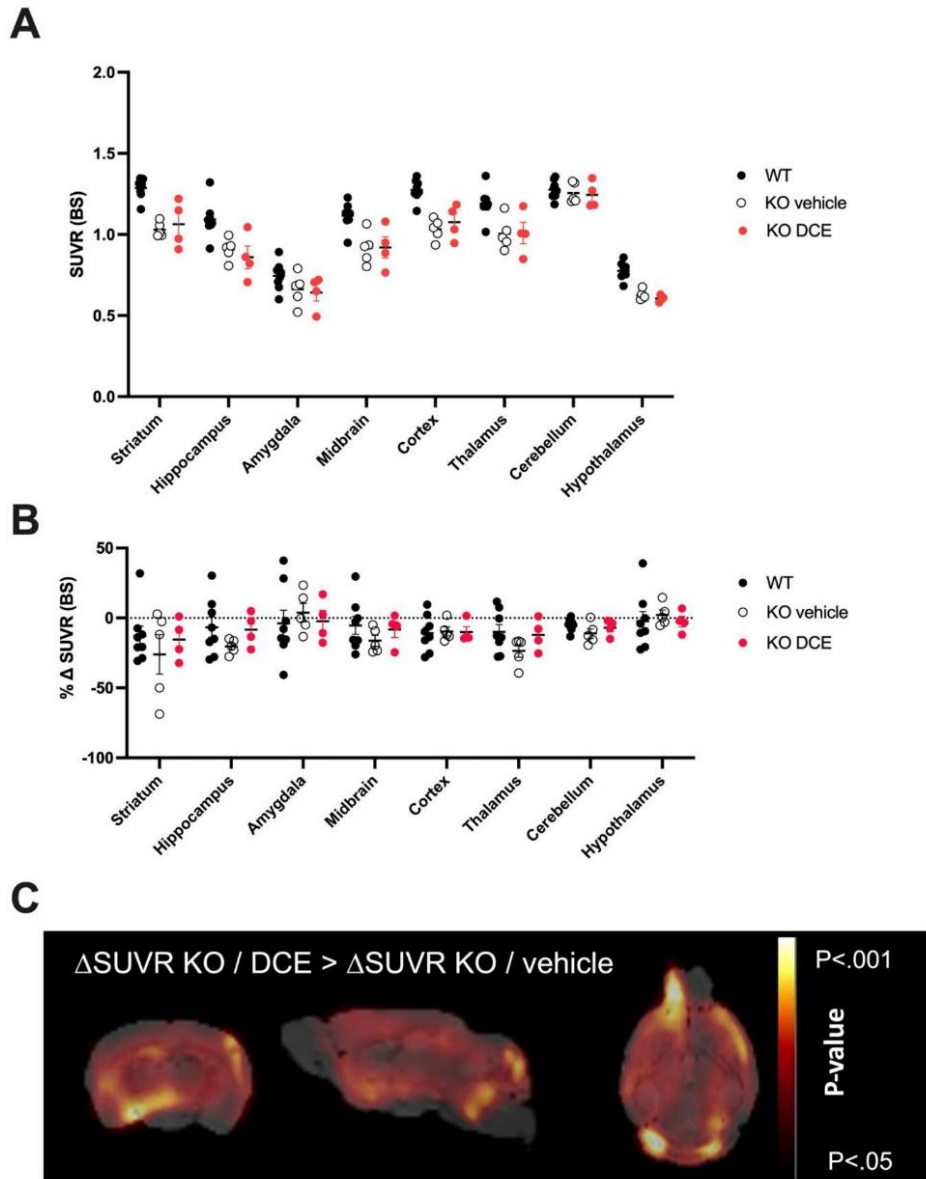 A
2.0
1.5
1.0
0.5
0.0
SUVR (BS)
Striatum
Hippocampus
Amygdala
Midbrain
Cortex
Thalamus
Cerebellum
Hypothalamus
WT
KO vehicle
KO DCE
B
50
0
-50
-100
% Δ SUVR (BS)
Striatum
Hippocampus
Amygdala
Midbrain
Cortex
Thalamus
Cerebellum
Hypothalamus
WT
KO vehicle
KO DCE
C
ΔSUVR KO / DCE > ΔSUVR KO / vehicle
P<.001
P-value
P<.05